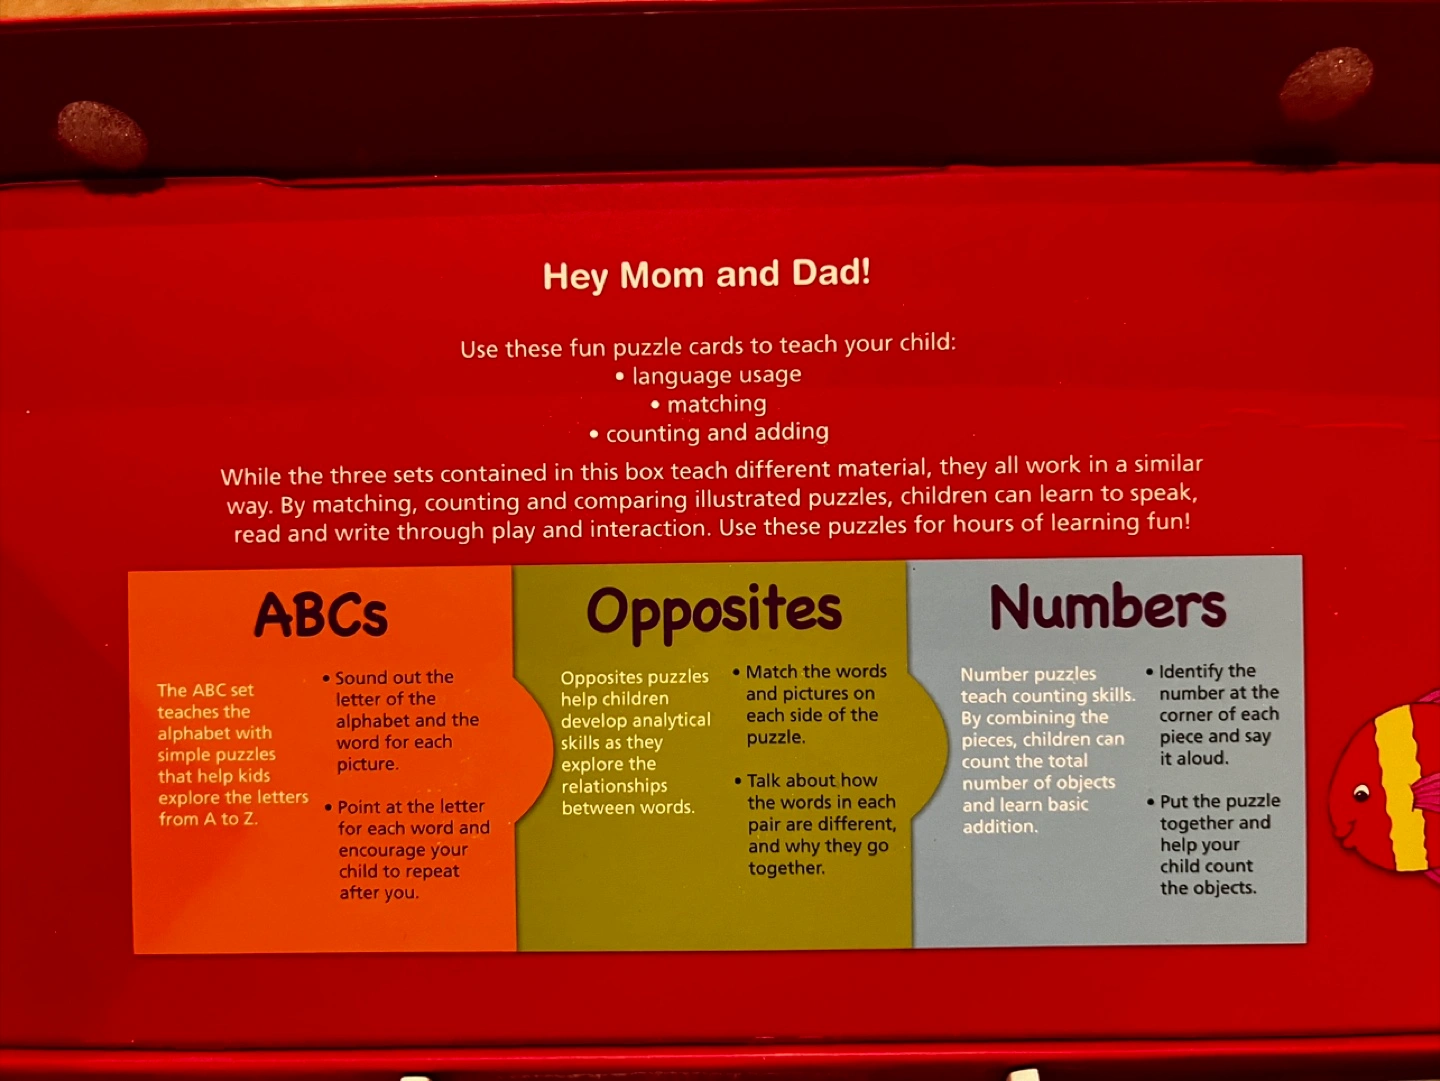 Hey Mom and Dad!
Use these fun puzzle cards to teach your child:
• language usage
• matching
• counting and adding
While the three sets contained in this box teach different material, they all work in a similar
way. By matching, counting and comparing illustrated puzzles, children can learn to speak,
read and write through play and interaction. Use these puzzles for hours of learning fun!
ABCs
The ABC set
teaches the
alphabet with
simple puzzles
that help kids
explore the letters
from A to Z.
• Sound out the
letter of the
alphabet and the
word for each
picture.
• Point at the letter
for each word and
encourage your
child to repeat
after you.
Opposites
Opposites puzzles
help children
develop analytical
skills as they
explore the
relationships
between words.
• Match the words
and pictures on
each side of the
puzzle.
• Talk about how
the words in each
pair are different,
and why they go
together.
Numbers
Number puzzles
teach counting skills.
By combining the
pieces, children can
count the total
number of objects
and learn basic
addition.
• Identify the
number at the
corner of each
piece and say
it aloud.
• Put the puzzle
together and
help your
child count
the objects.